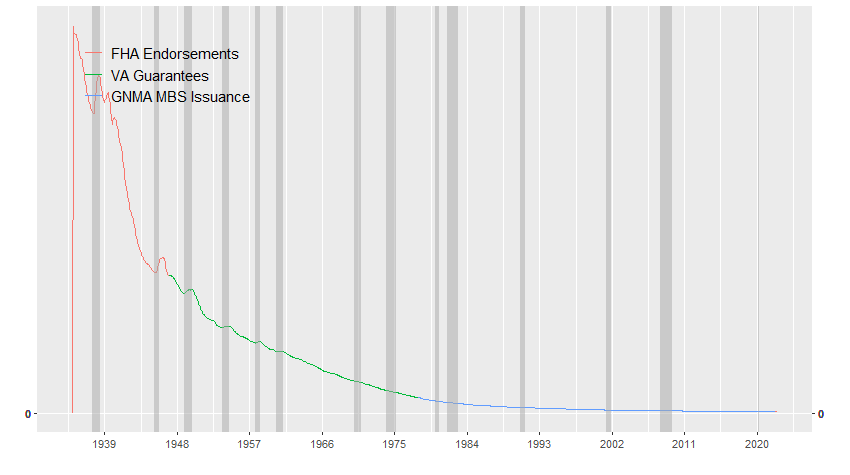 FHA Endorsements
VA Guarantees
GNMA MBS Issuance
0 0
1939 1948 1957 1966 1975 1984 1993 2002 2011 2020